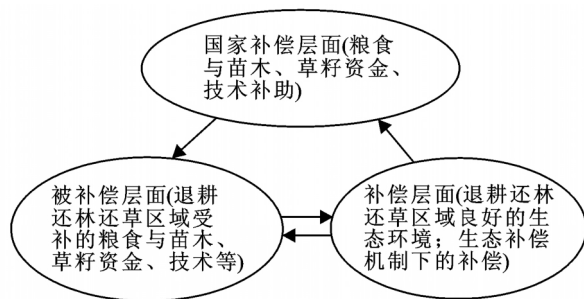 国家补偿层面(粮食
与苗木、草籽资金、
技术补助)
被补偿层面(退耕
还林还草区域受
补的粮食与苗木、
草籽资金、技术等)
补偿层面(退耕还林
还草区域良好的生
态环境；生态补偿
机制下的补偿)